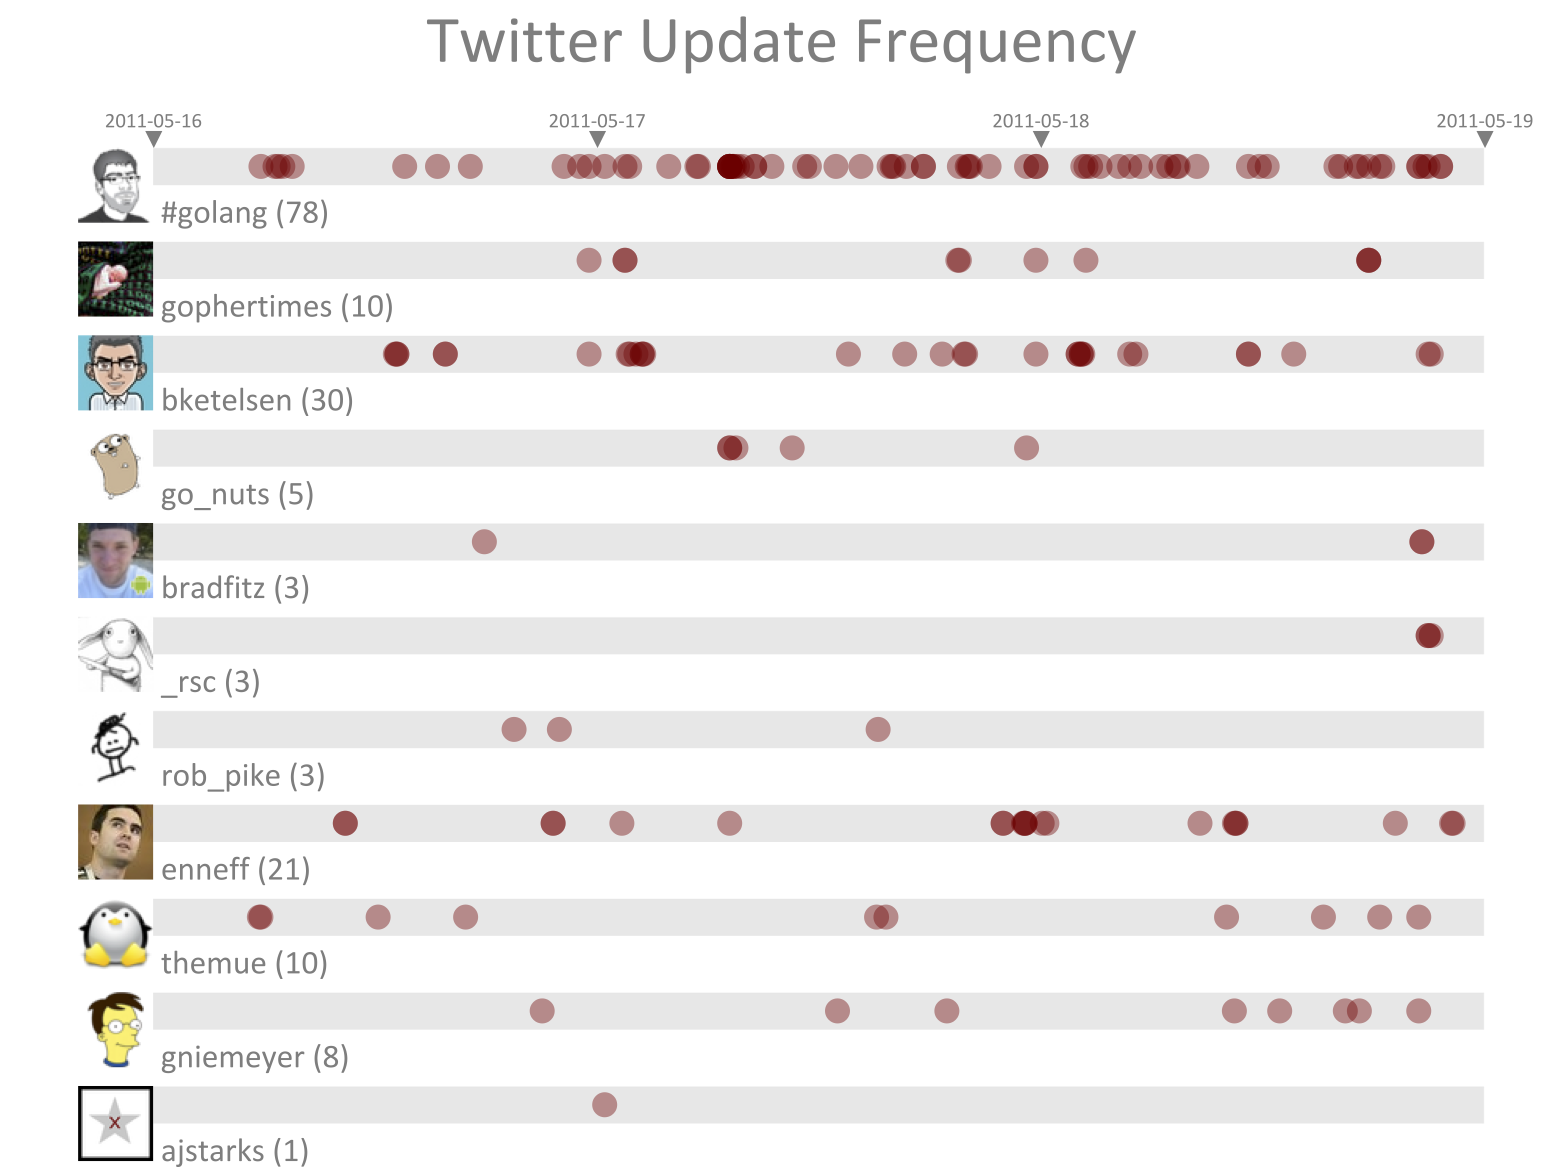 Twitter Update Frequency
2011-05-16 2011-05-17 2011-05-18 2011-05-19
#golang (78)
gophertimes (10)
bketelsen (30)
go_nuts (5)
bradfitz (3)
_rsc (3)
rob_pike (3)
enneff (21)
themue (10)
gniemeyer (8)
x
ajstarks (1)